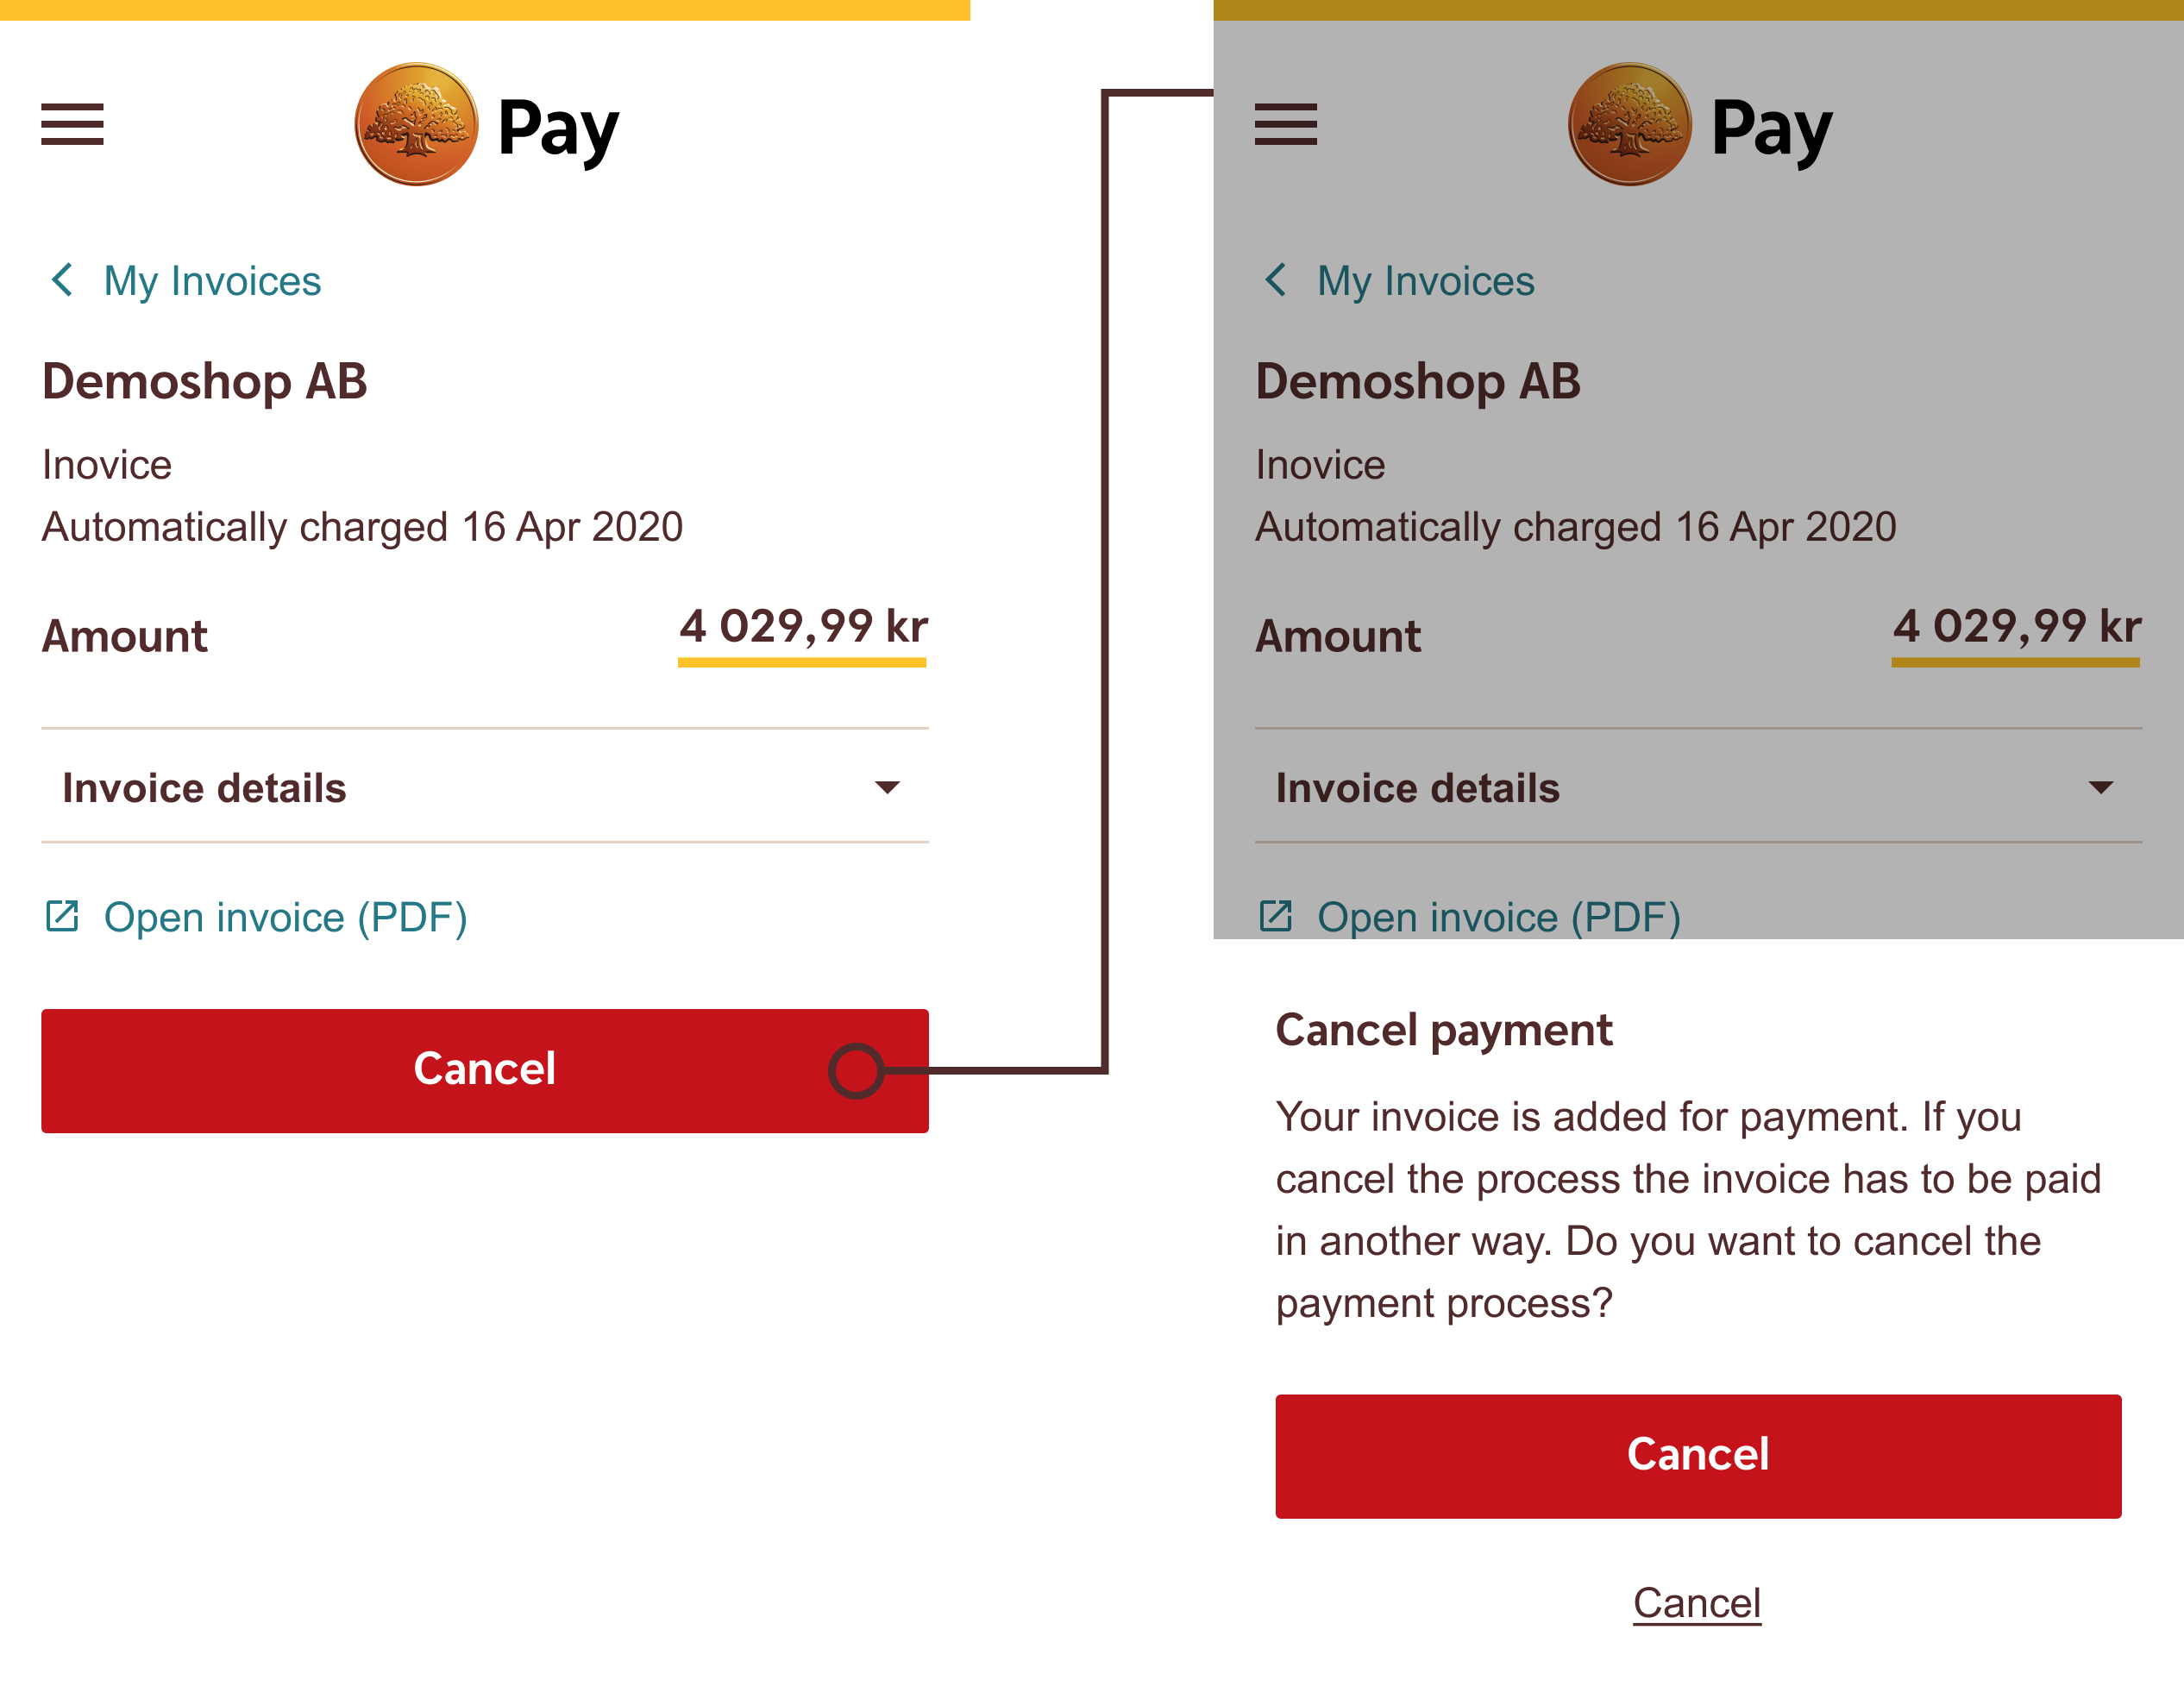 Pay
My Invoices
Demoshop AB
Inovice
Automatically charged 16 Apr 2020
Amount 4 029,99 kr
Invoice details
Open invoice (PDF)
Cancel
Pay
My Invoices
Demoshop AB
Inovice
Automatically charged 16 Apr 2020
Amount 4 029,99 kr
Invoice details
Open invoice (PDF)
Cancel payment
Your invoice is added for payment. If you
cancel the process the invoice has to be paid
in another way. Do you want to cancel the
payment process?
Cancel
Cancel